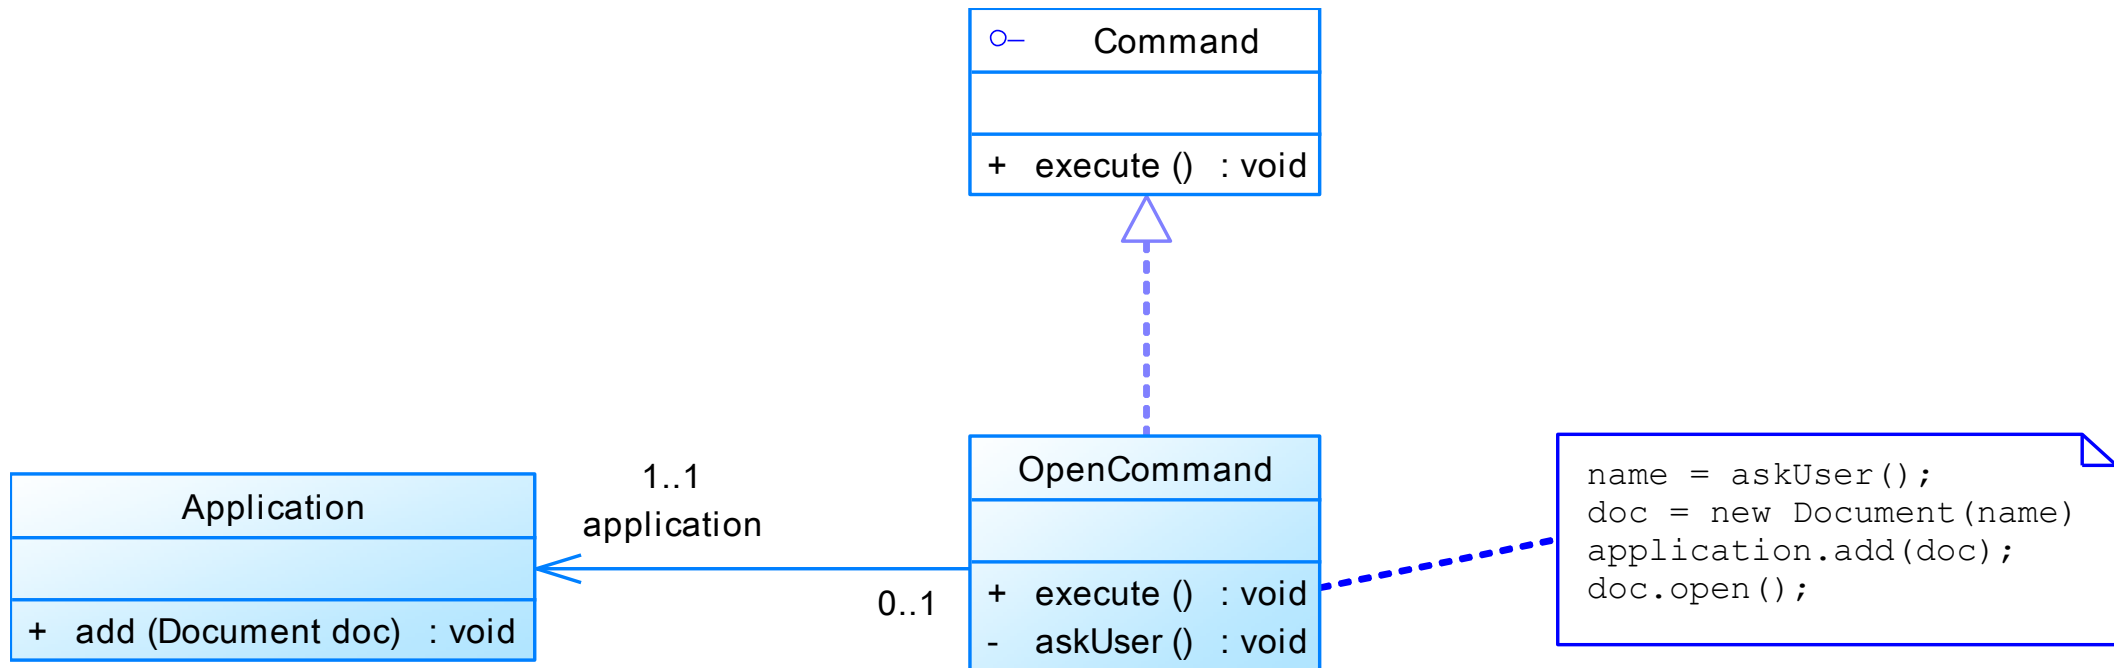 Command
+ execute () : void
OpenCommand
+ execute () : void
- askUser () : void
1..1
application
0..1
Application
+ add (Document doc) : void
name = askUser();
doc = new Document(name)
application.add(doc);
doc.open();